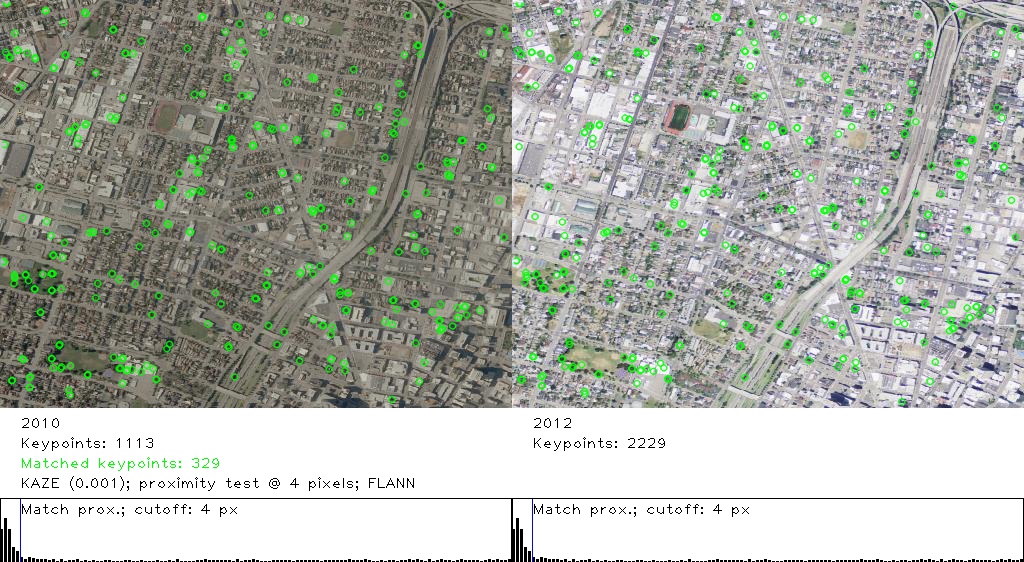 2010
Keypoints: 1113
Matched keypoints: 329
KAZE (0.001); proximity test @ 4 pixels; FLANN
2012
Keypoints: 2229
Match prox.; cutoff: 4 px
Match prox.; cutoff: 4 px